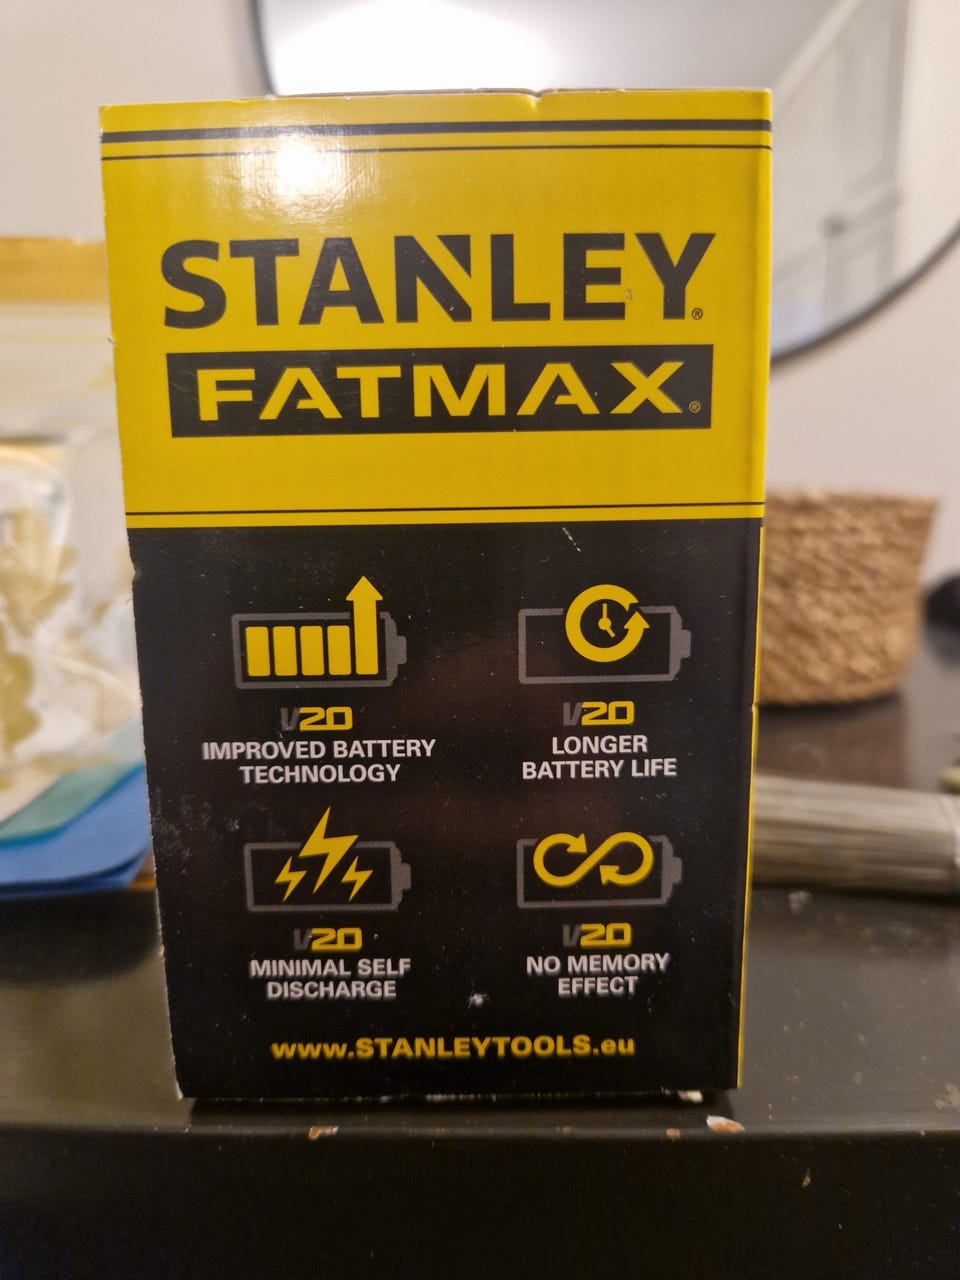 STANLEY®
FATMAX®
V20
IMPROVED BATTERY
TECHNOLOGY
V20
LONGER
BATTERY LIFE
V20
MINIMAL SELF
DISCHARGE
V20
NO MEMORY
EFFECT
www.STANLEYTOOLS.eu